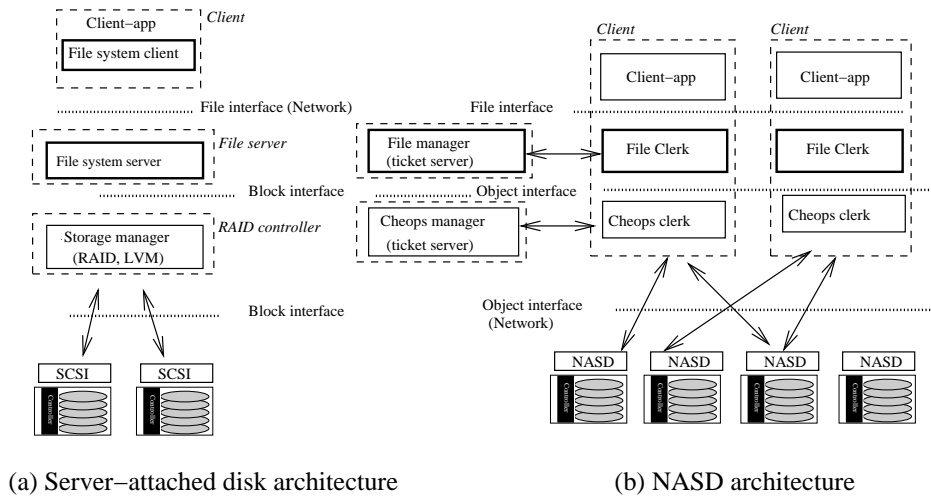 Client
Client−app
File system client
File interface (Network)
File server
File system server
Block interface
RAID controller
Storage manager
(RAID, LVM)
Block interface
SCSI
SCSI
Controller
Controller
(a) Server−attached disk architecture
Client
Client
Client−app
Client−app
File interface
File manager
(ticket server)
File Clerk
File Clerk
Object interface
Cheops manager
(ticket server)
Cheops clerk
Cheops clerk
Object interface
(Network)
NASD
NASD
NASD
NASD
Controller
Controller
Controller
Controller
(b) NASD architecture